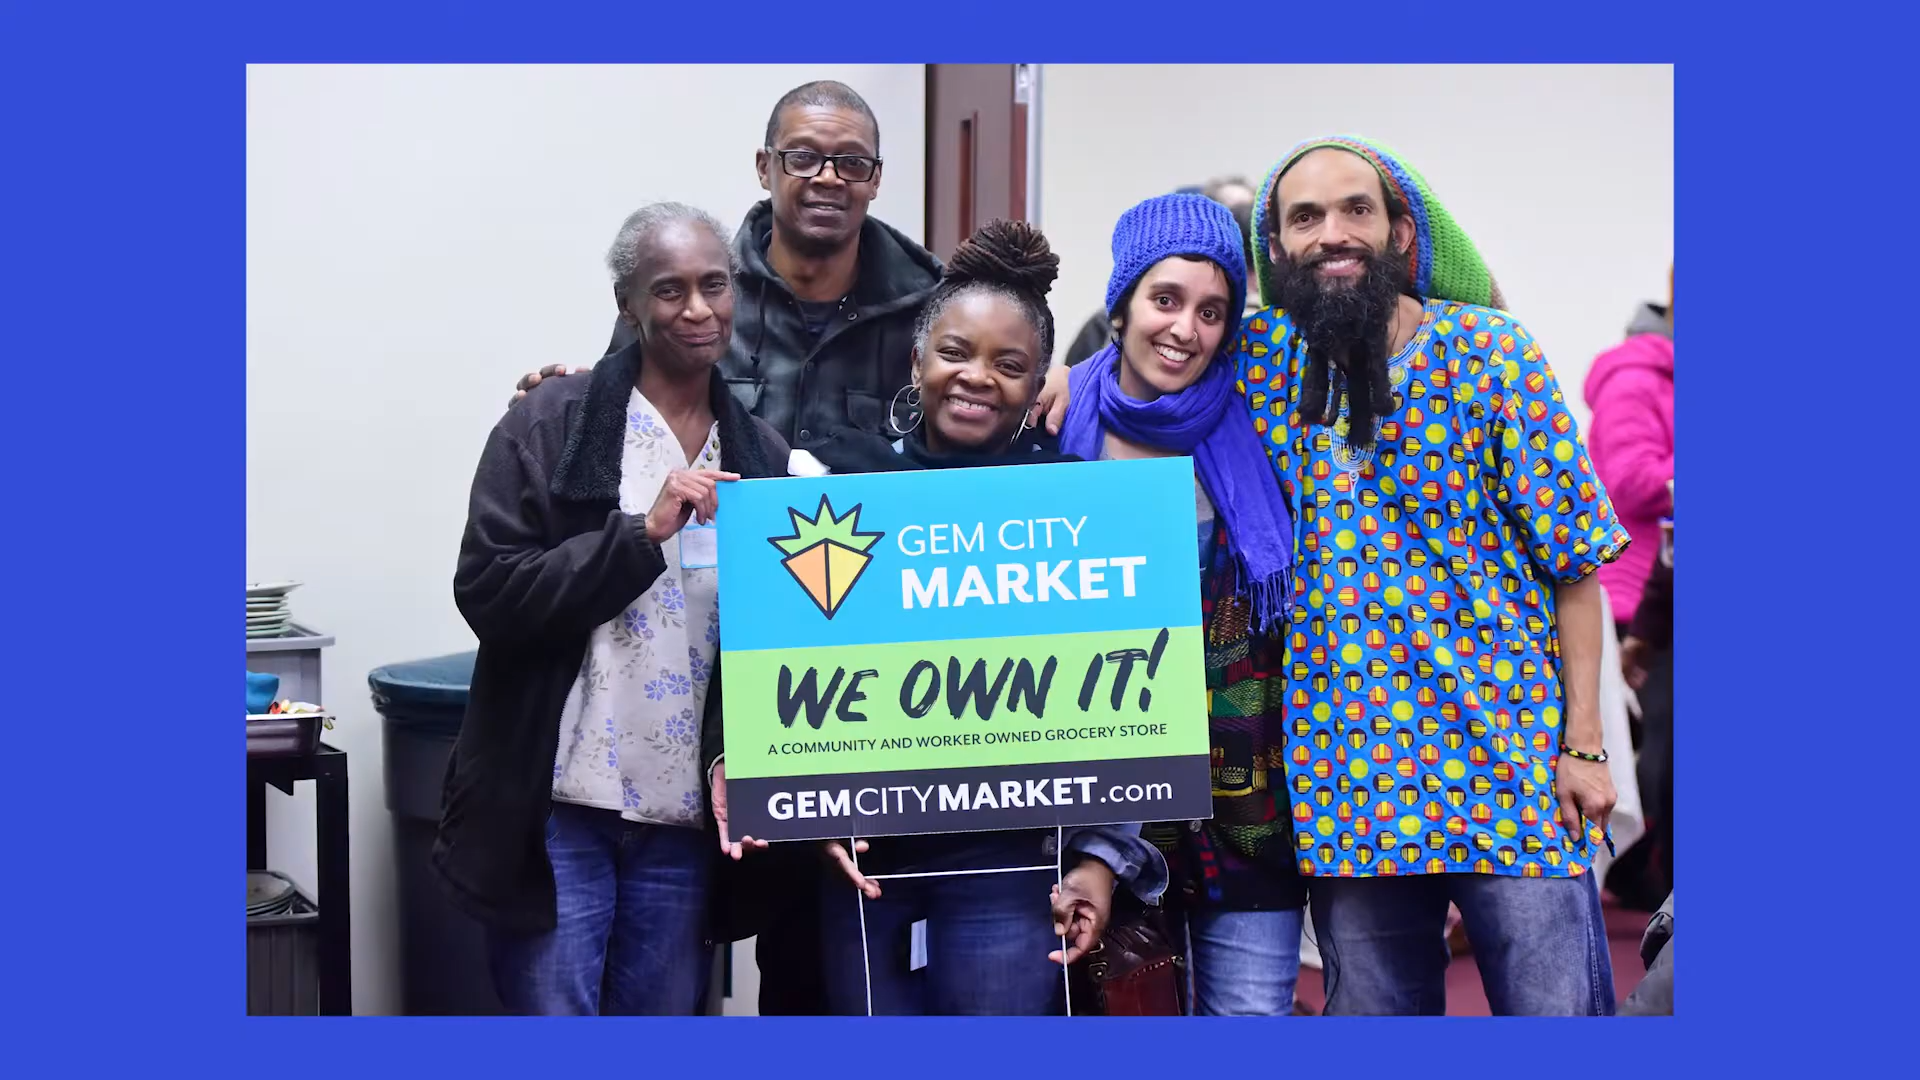 GEM CITY
MARKET
WE OWN IT!
A COMMUNITY AND WORKER OWNED GROCERY STORE
GEMCITYMARKET.com